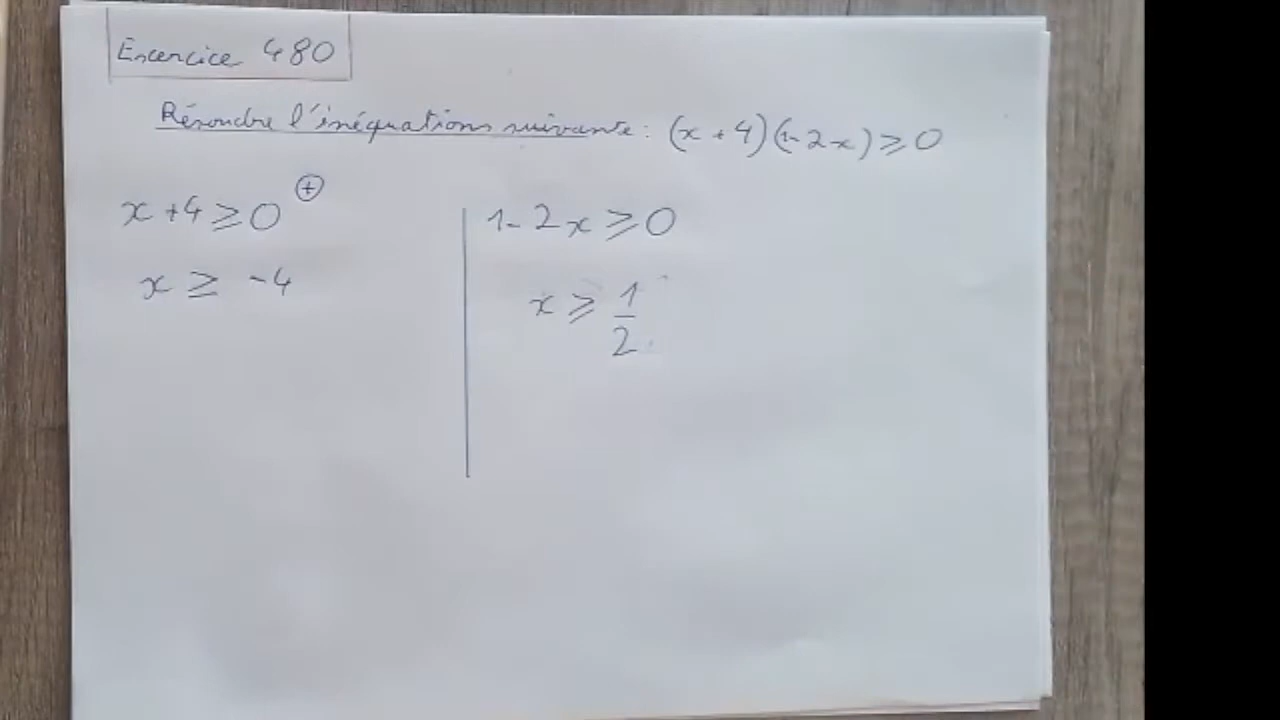 Exercice 480
Résoudre l'inéquations suivante : (x + 4)(1-2x) ≥ 0
x + 4 ≥ 0 ⊕
x ≥ -4
1-2x ≥ 0
x ≥ 1/2